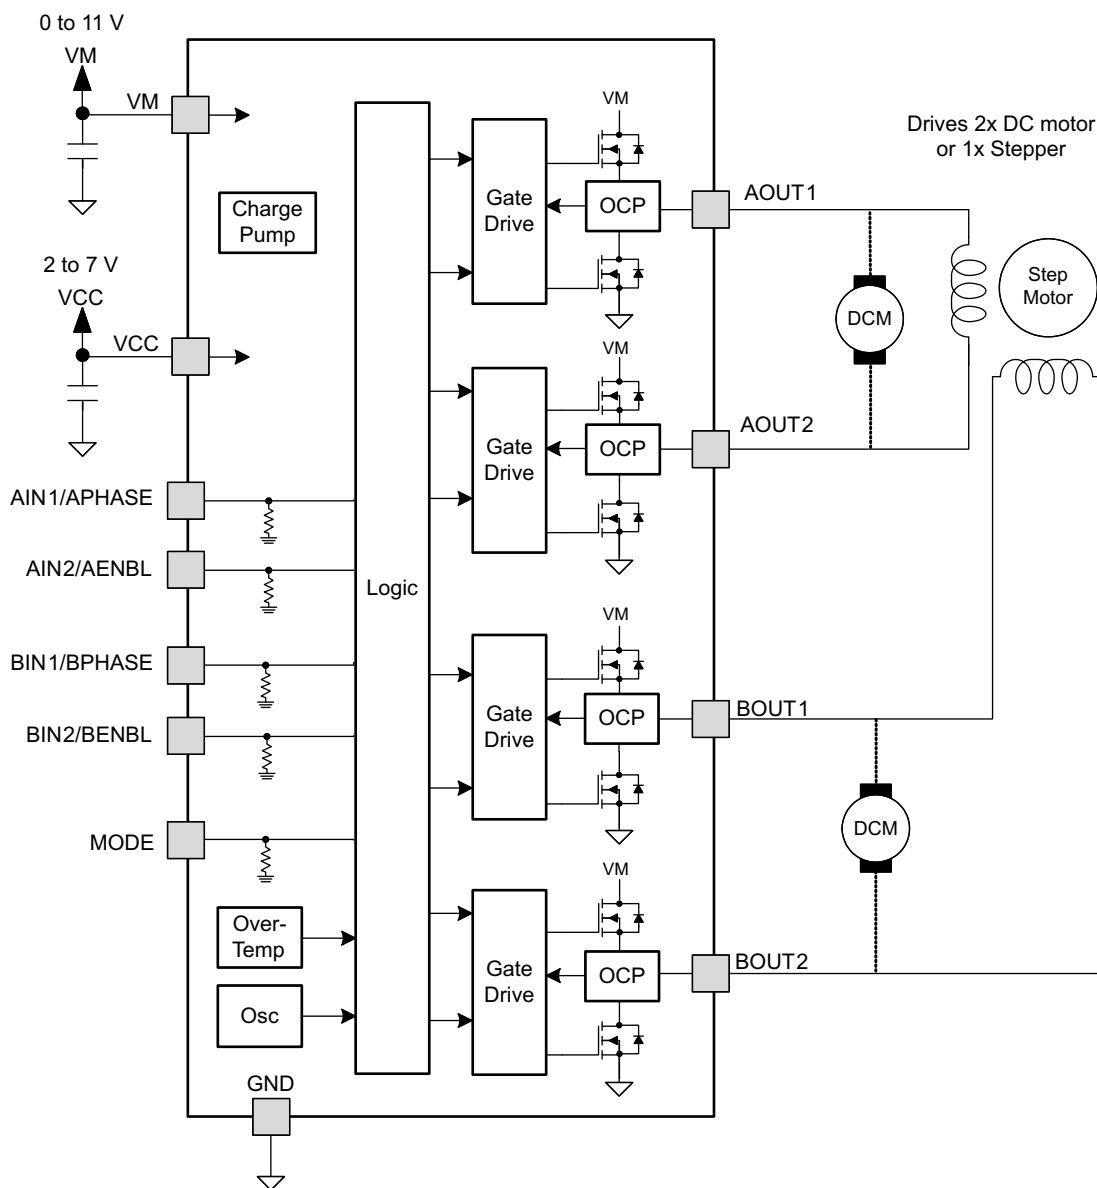 0 to 11 V
VM
VM
Charge
Pump
2 to 7 V
VCC
VCC
AIN1/APHASE
AIN2/AENBL
BIN1/BPHASE
BIN2/BENBL
MODE
Over-
Temp
Osc
GND
Logic
Gate
Drive
VM
OCP
AOUT1
Gate
Drive
VM
OCP
AOUT2
Gate
Drive
VM
OCP
BOUT1
Gate
Drive
VM
OCP
BOUT2
Drives 2x DC motor
or 1x Stepper
DCM
Step
Motor
DCM